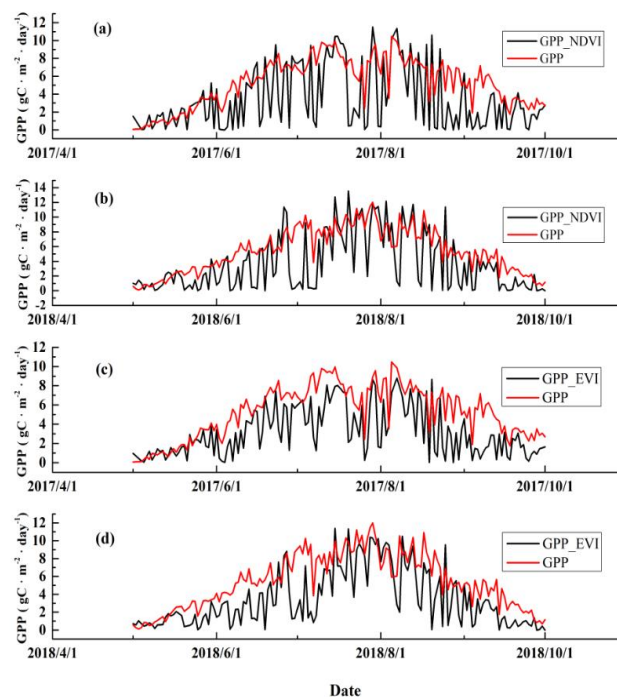 (a)
GPP_NDVI
GPP
GPP ( gC · m⁻² · day⁻¹)
12
10
8
6
4
2
0
2017/4/1 2017/6/1 2017/8/1 2017/10/1
(b)
GPP_NDVI
GPP
GPP ( gC · m⁻² · day⁻¹)
14
12
10
8
6
4
2
0
-2
2018/4/1 2018/6/1 2018/8/1 2018/10/1
(c)
GPP_EVI
GPP
GPP ( gC · m⁻² · day⁻¹)
12
10
8
6
4
2
0
2017/4/1 2017/6/1 2017/8/1 2017/10/1
(d)
GPP_EVI
GPP
GPP ( gC · m⁻² · day⁻¹)
12
10
8
6
4
2
0
2018/4/1 2018/6/1 2018/8/1 2018/10/1
Date